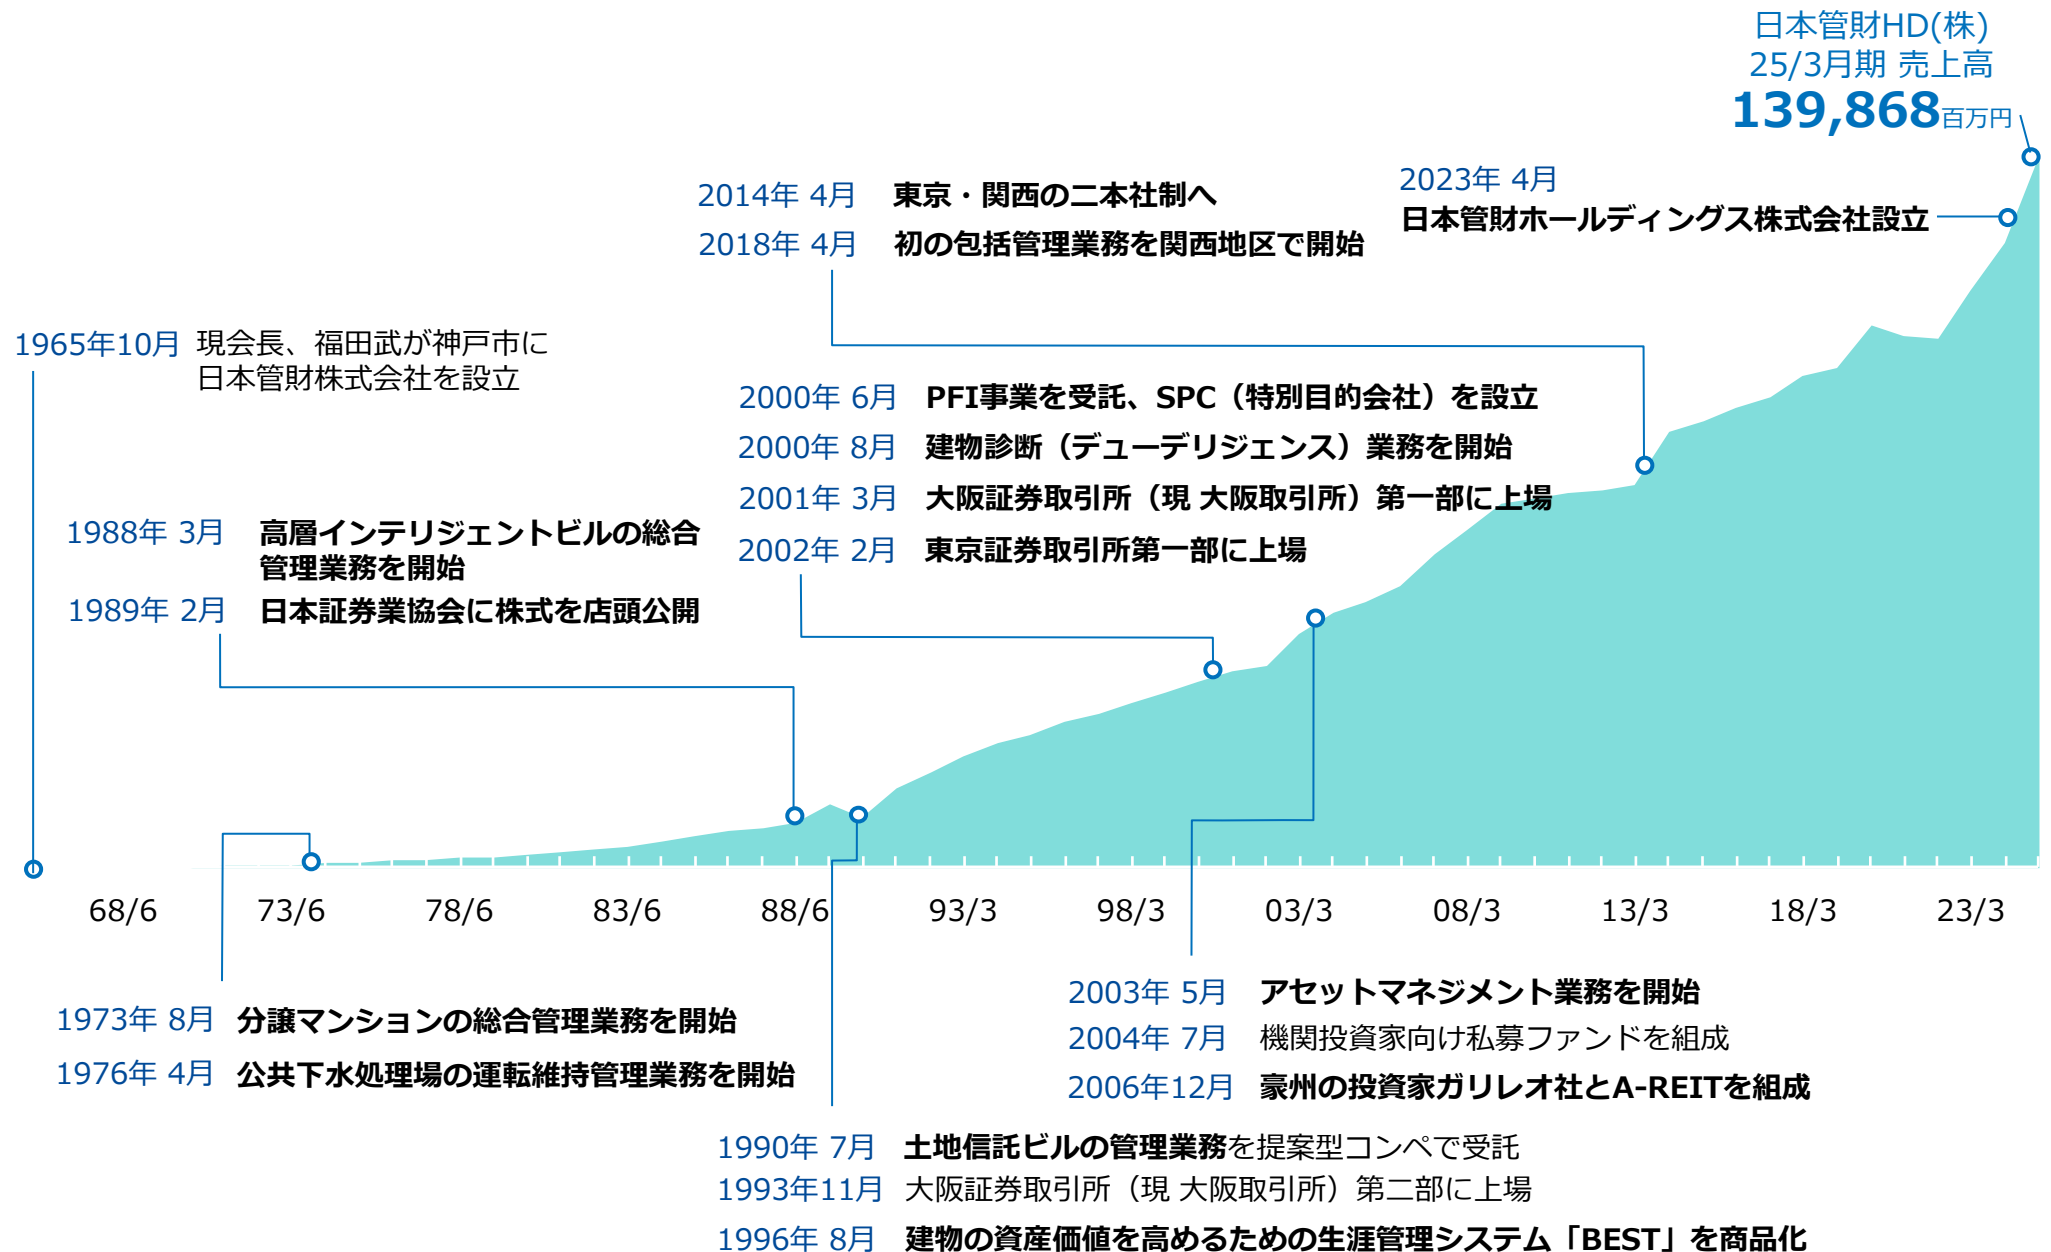 日本管財HD(株)
25/3月期 売上高
139,868百万円
2014年 4月 東京・関西の二本社制へ
2018年 4月 初の包括管理業務を関西地区で開始
2023年 4月
日本管財ホールディングス株式会社設立
1965年10月 現会長、福田武が神戸市に
日本管財株式会社を設立
2000年 6月 PFI事業を受託、SPC（特別目的会社）を設立
2000年 8月 建物診断（デューデリジェンス）業務を開始
2001年 3月 大阪証券取引所（現 大阪取引所）第一部に上場
2002年 2月 東京証券取引所第一部に上場
1988年 3月 高層インテリジェントビルの総合
管理業務を開始
1989年 2月 日本証券業協会に株式を店頭公開
68/6 73/6 78/6 83/6 88/6 93/3 98/3 03/3 08/3 13/3 18/3 23/3
1973年 8月 分譲マンションの総合管理業務を開始
1976年 4月 公共下水処理場の運転維持管理業務を開始
2003年 5月 アセットマネジメント業務を開始
2004年 7月 機関投資家向け私募ファンドを組成
2006年12月 豪州の投資家ガリレオ社とA-REITを組成
1990年 7月 土地信託ビルの管理業務を提案型コンペで受託
1993年11月 大阪証券取引所（現 大阪取引所）第二部に上場
1996年 8月 建物の資産価値を高めるための生涯管理システム「BEST」を商品化